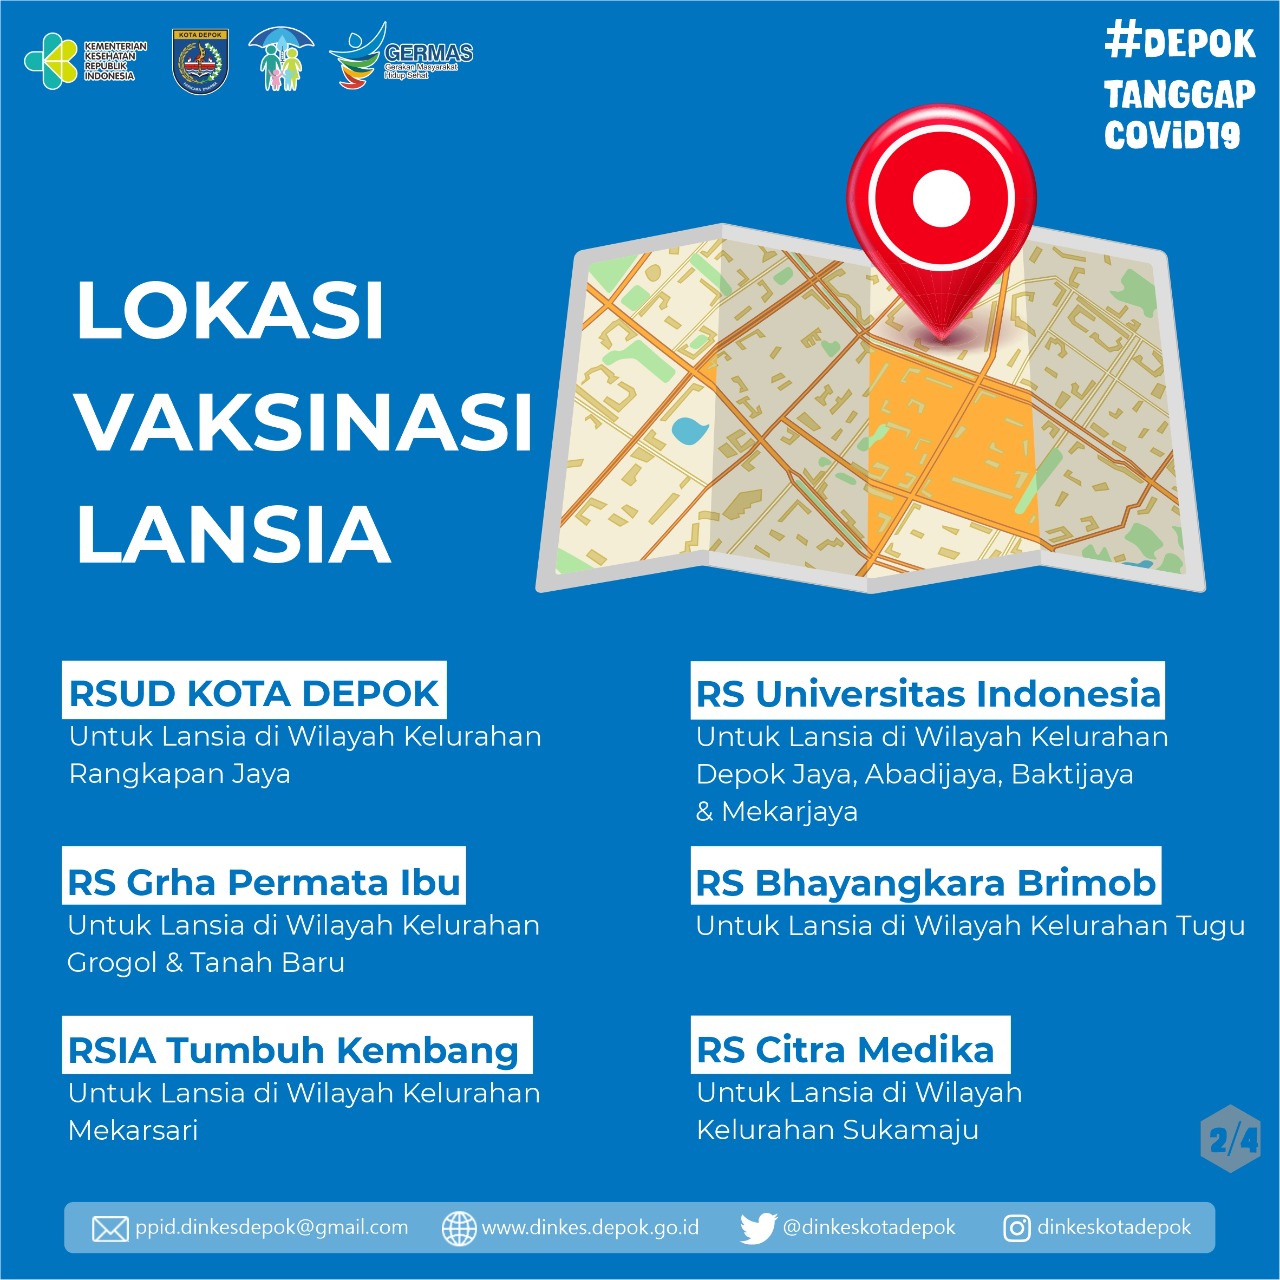 KEMENTERIAN
KESEHATAN
REPUBLIK
INDONESIA
KOTA DEPOK
GERMAS
Gerakan Masyarakat
Hidup Sehat
#DEPOK
TANGGAP
COViD19
LOKASI
VAKSINASI
LANSIA
RSUD KOTA DEPOK
Untuk Lansia di Wilayah Kelurahan
Rangkapan Jaya
RS Universitas Indonesia
Untuk Lansia di Wilayah Kelurahan
Depok Jaya, Abadijaya, Baktijaya
& Mekarjaya
RS Grha Permata Ibu
Untuk Lansia di Wilayah Kelurahan
Grogol & Tanah Baru
RS Bhayangkara Brimob
Untuk Lansia di Wilayah Kelurahan Tugu
RSIA Tumbuh Kembang
Untuk Lansia di Wilayah Kelurahan
Mekarsari
RS Citra Medika
Untuk Lansia di Wilayah
Kelurahan Sukamaju
2/4
ppid.dinkesdepok@gmail.com
www.dinkes.depok.go.id
@dinkeskotadepok
dinkeskotadepok